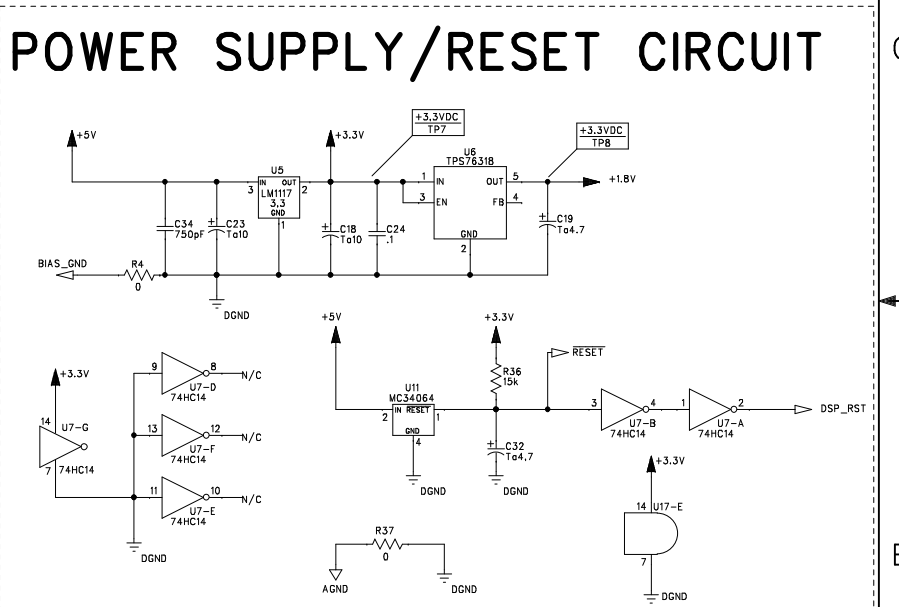 POWER SUPPLY/RESET CIRCUIT
+5V
+3.3V
+3.3VDC
TP7
+3.3VDC
TP8
U5
3 IN OUT 2
LM1117
3,3
GND
1
U6
TPS76318
1 IN OUT 5
3 EN FB 4
GND
2
+1.8V
C34
750pF
+ C23
Ta10
+ C18
Ta10
C24
.1
+ C19
Ta4.7
BIAS_GND
R4
0
DGND
+5V
+3.3V
RESET
R36
15k
U11
MC34064
2 IN RESET 1
GND
4
DGND
+ C32
Ta4,7
DGND
3 4
U7-B
74HC14
1 2
U7-A
74HC14
DSP_RST
+3.3V
14 U7-G
7 74HC14
9 8 N/C
U7-D
74HC14
13 12 N/C
U7-F
74HC14
11 10 N/C
U7-E
74HC14
DGND
R37
0
AGND
DGND
+3.3V
14 U17-E
7
DGND